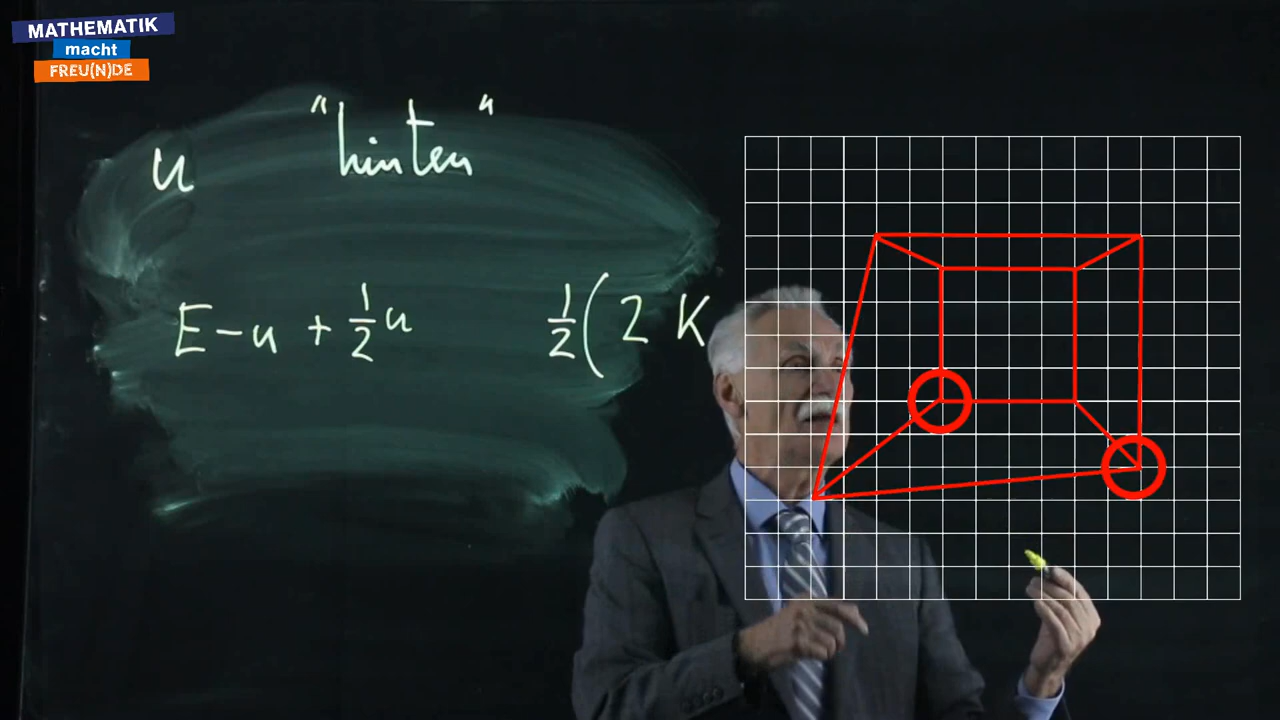 MATHEMATIK
macht
FREU(N)DE
"hinten"
u
E - u + 1/2 u
1/2 ( 2 K